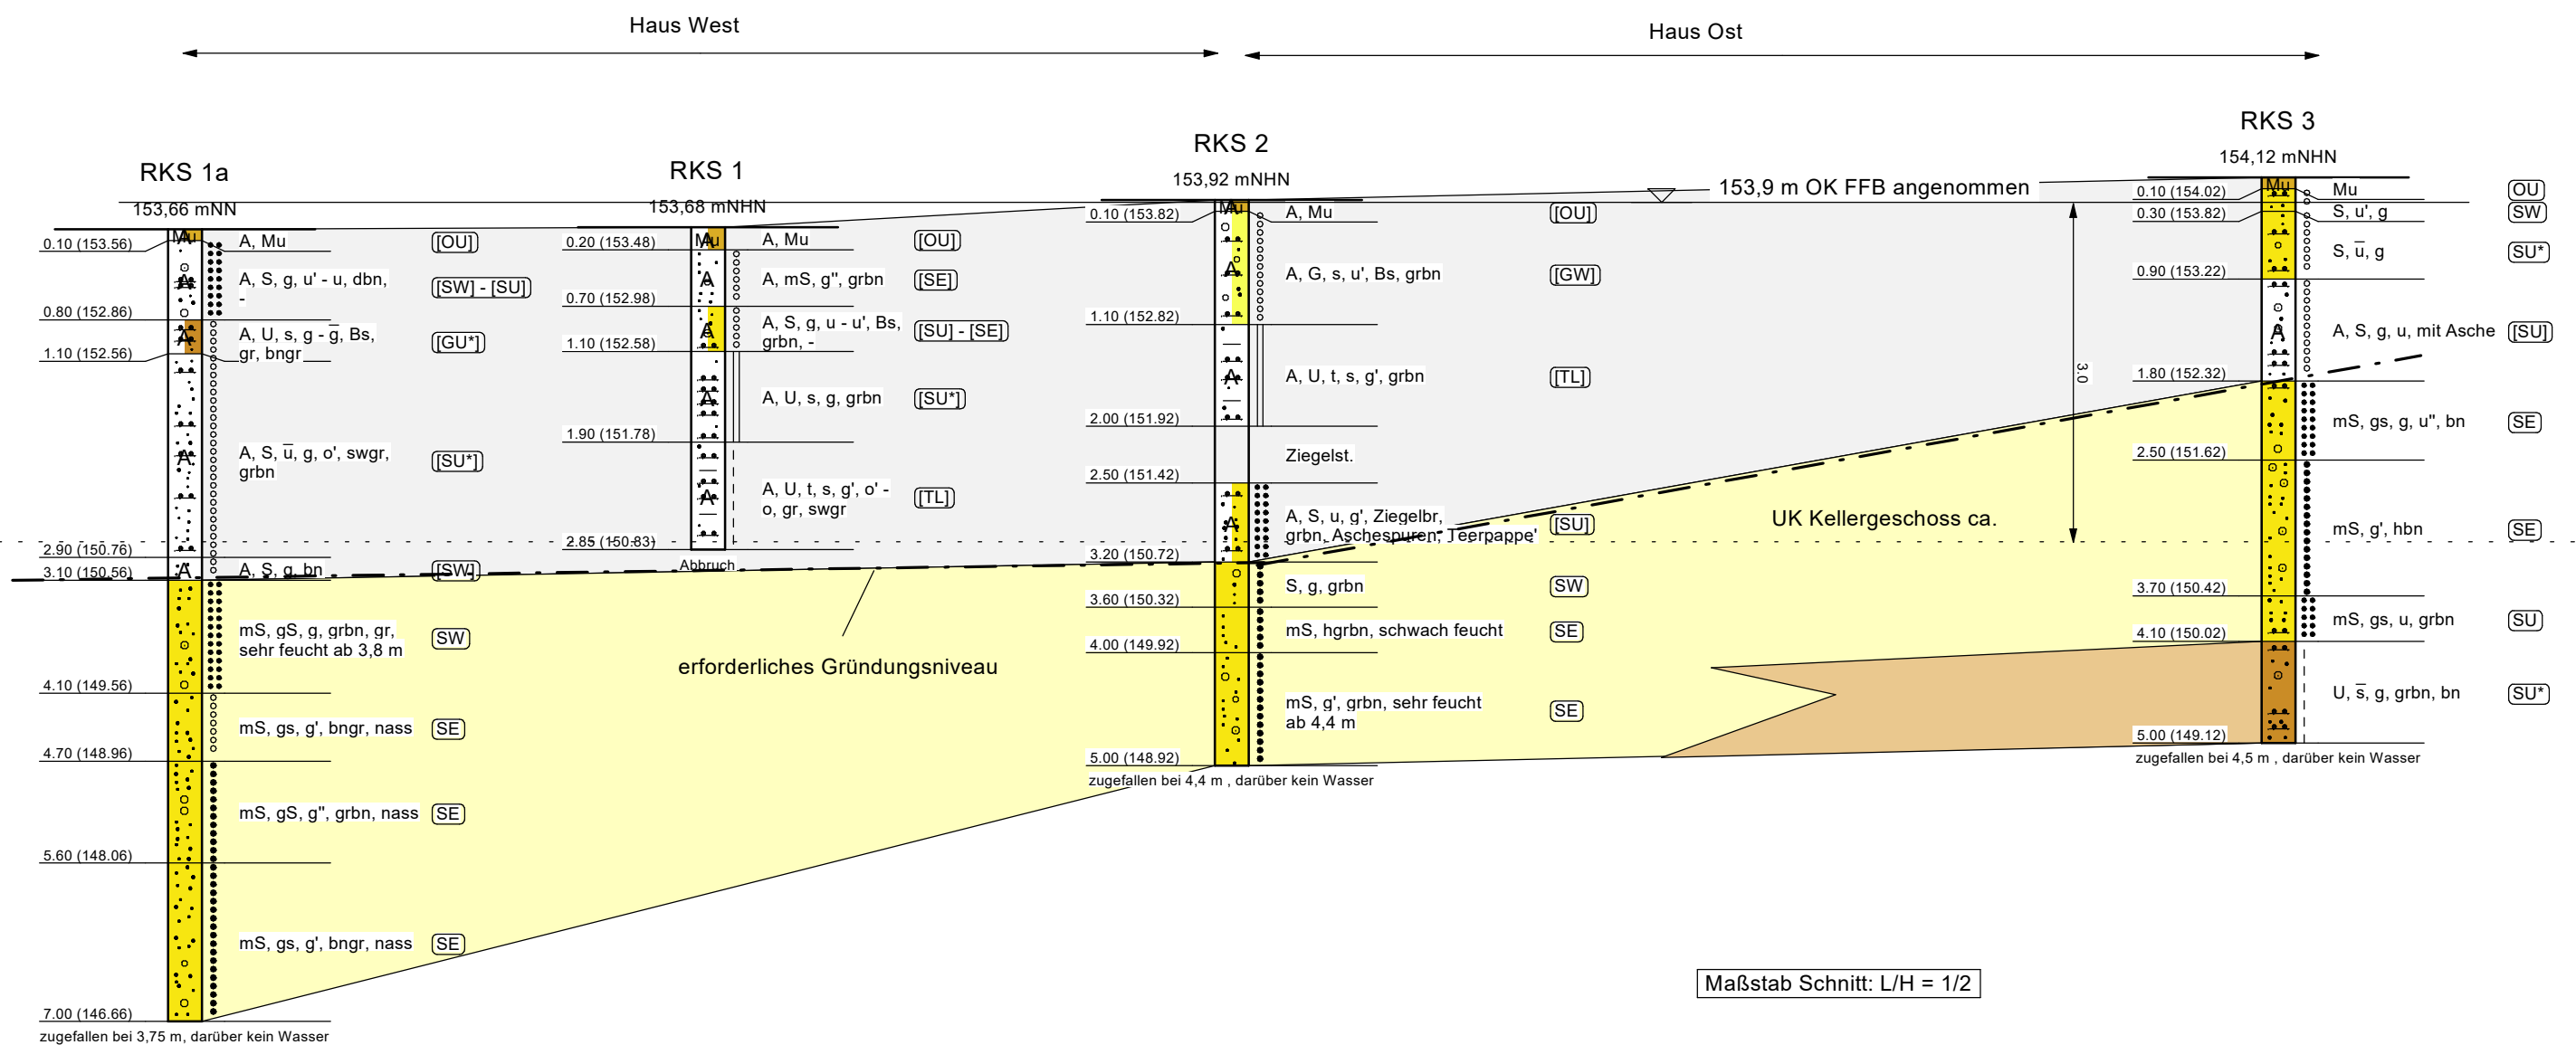 Haus West
Haus Ost
RKS 1a
153,66 mNN
Mu
0.10 (153.56)
A, Mu
[OU]
A
A, S, g, u' - u, dbn,
-
[SW] - [SU]
0.80 (152.86)
A
A, U, s, g - g̅, Bs,
gr, bngr
[GU*]
1.10 (152.56)
A
A, S, u̅, g, o', swgr,
grbn
[SU*]
2.90 (150.76)
A
A, S, g, bn
[SW]
3.10 (150.56)
mS, gS, g, grbn, gr,
sehr feucht ab 3,8 m
SW
4.10 (149.56)
mS, gs, g', bngr, nass
SE
4.70 (148.96)
mS, gS, g", grbn, nass
SE
5.60 (148.06)
mS, gs, g', bngr, nass
SE
7.00 (146.66)
zugefallen bei 3,75 m, darüber kein Wasser
RKS 1
153,68 mNHN
Mu
A
0.20 (153.48)
A, Mu
[OU]
A
A, mS, g", grbn
[SE]
0.70 (152.98)
A
A, S, g, u - u', Bs,
grbn, -
[SU] - [SE]
1.10 (152.58)
A
A, U, s, g, grbn
[SU*]
1.90 (151.78)
A
A, U, t, s, g', o' -
o, gr, swgr
[TL]
2.85 (150.83)
Abbruch
erforderliches Gründungsniveau
RKS 2
153,92 mNHN
Mu
A
0.10 (153.82)
A, Mu
[OU]
A
A, G, s, u', Bs, grbn
[GW]
1.10 (152.82)
A
A, U, t, s, g', grbn
[TL]
2.00 (151.92)
Ziegelst.
2.50 (151.42)
A
A, S, u, g', Ziegelbr,
grbn, Aschespuren, Teerpappe'
[SU]
3.20 (150.72)
S, g, grbn
SW
3.60 (150.32)
mS, hgrbn, schwach feucht
SE
4.00 (149.92)
mS, g', grbn, sehr feucht
ab 4,4 m
SE
5.00 (148.92)
zugefallen bei 4,4 m , darüber kein Wasser
153,9 m OK FFB angenommen
3.0
UK Kellergeschoss ca.
RKS 3
154,12 mNHN
Mu
0.10 (154.02)
Mu
OU
0.30 (153.82)
S, u', g
SW
S, u̅, g
SU*
0.90 (153.22)
A
A, S, g, u, mit Asche
[SU]
1.80 (152.32)
mS, gs, g, u", bn
SE
2.50 (151.62)
mS, g', hbn
SE
3.70 (150.42)
mS, gs, u, grbn
SU
4.10 (150.02)
U, s̅, g, grbn, bn
SU*
5.00 (149.12)
zugefallen bei 4,5 m , darüber kein Wasser
Maßstab Schnitt: L/H = 1/2